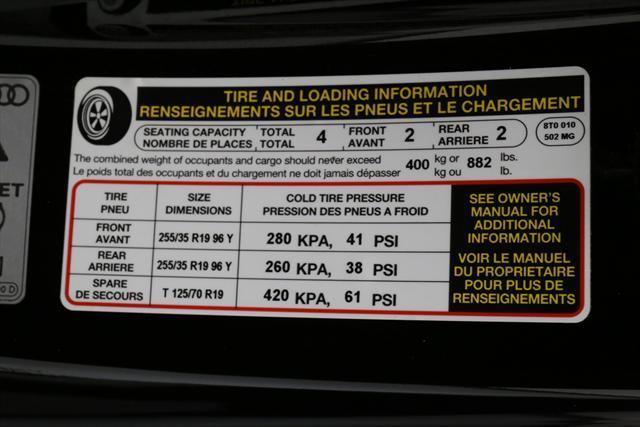 TIRE AND LOADING INFORMATION
RENSEIGNEMENTS SUR LES PNEUS ET LE CHARGEMENT
SEATING CAPACITY TOTAL 4 FRONT 2 REAR 2
NOMBRE DE PLACES TOTAL AVANT ARRIERE
8T0 010
502 MG
The combined weight of occupants and cargo should never exceed 400 kg or 882 lbs.
Le poids total des occupants et du chargement ne doit jamais dépasser kg ou lb.
TIRE SIZE COLD TIRE PRESSURE
PNEU DIMENSIONS PRESSION DES PNEUS A FROID
FRONT
AVANT 255/35 R19 96 Y 280 KPA, 41 PSI
REAR
ARRIERE 255/35 R19 96 Y 260 KPA, 38 PSI
SPARE
DE SECOURS T 125/70 R19 420 KPA, 61 PSI
SEE OWNER'S
MANUAL FOR
ADDITIONAL
INFORMATION
VOIR LE MANUEL
DU PROPRIETAIRE
POUR PLUS DE
RENSEIGNEMENTS